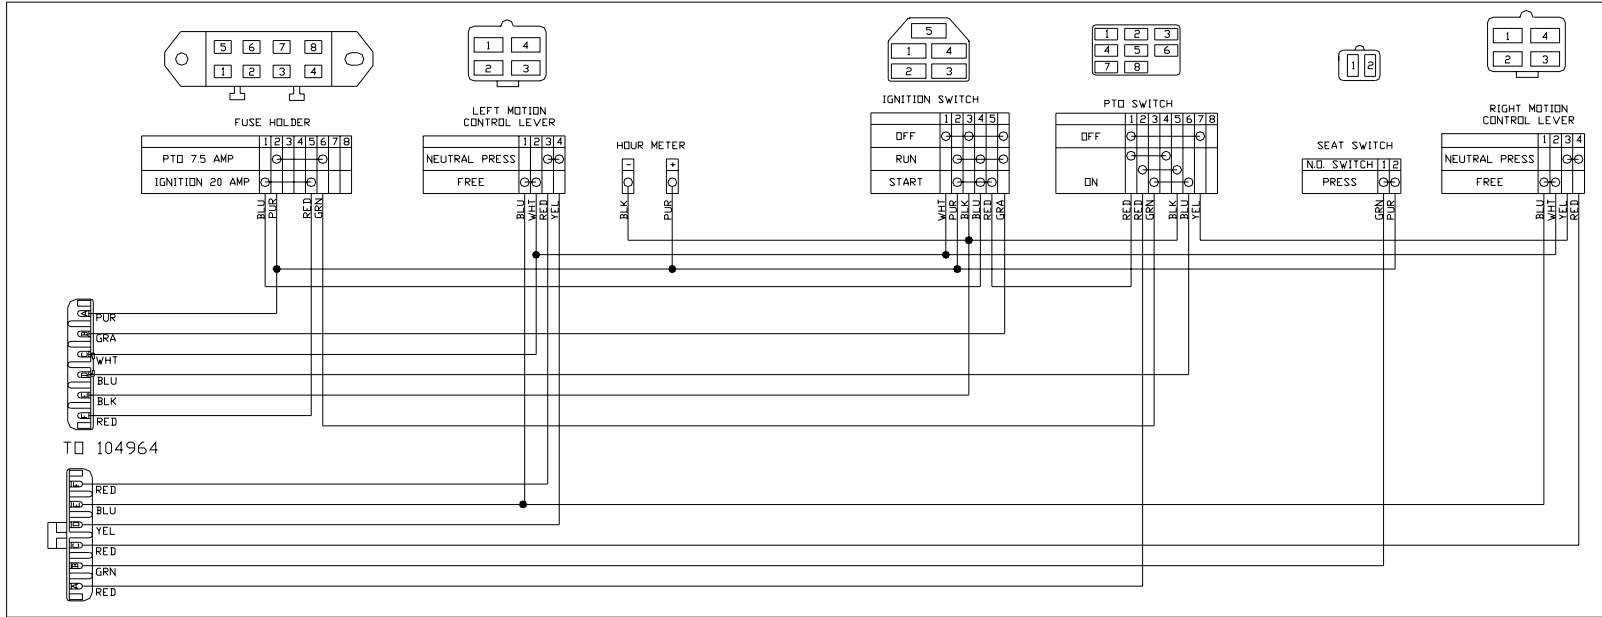 5 6 7 8
1 2 3 4
FUSE HOLDER
1 2 3 4 5 6 7 8
PTO 7.5 AMP
IGNITION 20 AMP
BLU PUR RED GRN
1 4
2 3
LEFT MOTION
CONTROL LEVER
1 2 3 4
NEUTRAL PRESS
FREE
BLU WHT RED YEL
HOUR METER
- +
BLK PUR
5
1 4
2 3
IGNITION SWITCH
1 2 3 4 5
OFF
RUN
START
WHT PUR BLK BLU RED GRA
1 2 3
4 5 6
7 8
PTO SWITCH
1 2 3 4 5 6 7 8
OFF
ON
RED RED GRN BLK BLU YEL
1 2
SEAT SWITCH
N.O. SWITCH 1 2
PRESS
GRN PUR
1 4
2 3
RIGHT MOTION
CONTROL LEVER
1 2 3 4
NEUTRAL PRESS
FREE
BLU WHT YEL RED
A PUR
B GRA
C WHT
D BLU
E BLK
F RED
TO 104964
F RED
E BLU
D YEL
C RED
B GRN
A RED